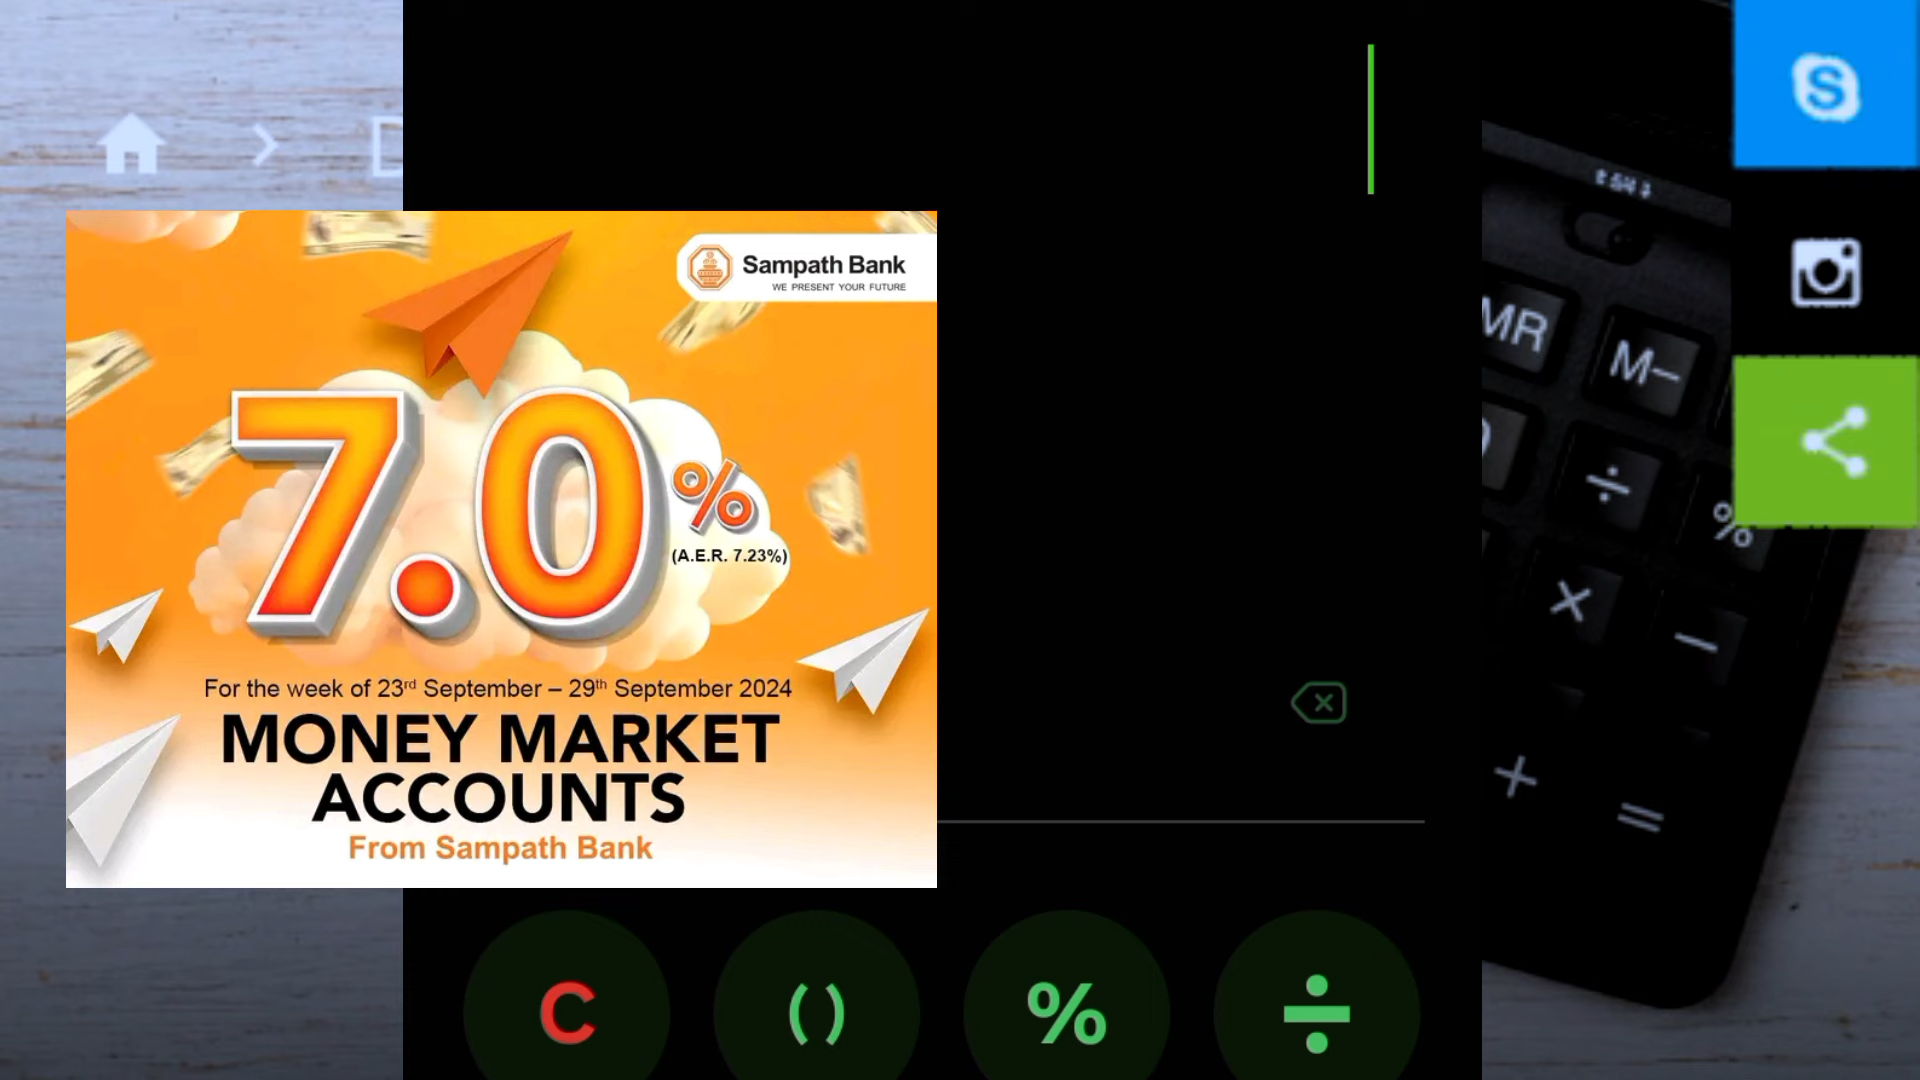 Sampath Bank
WE PRESENT YOUR FUTURE
7.0%
(A.E.R. 7.23%)
For the week of 23rd September – 29th September 2024
MONEY MARKET
ACCOUNTS
From Sampath Bank
MR
M−
÷
%
×
−
+
=
C
( )
%
÷